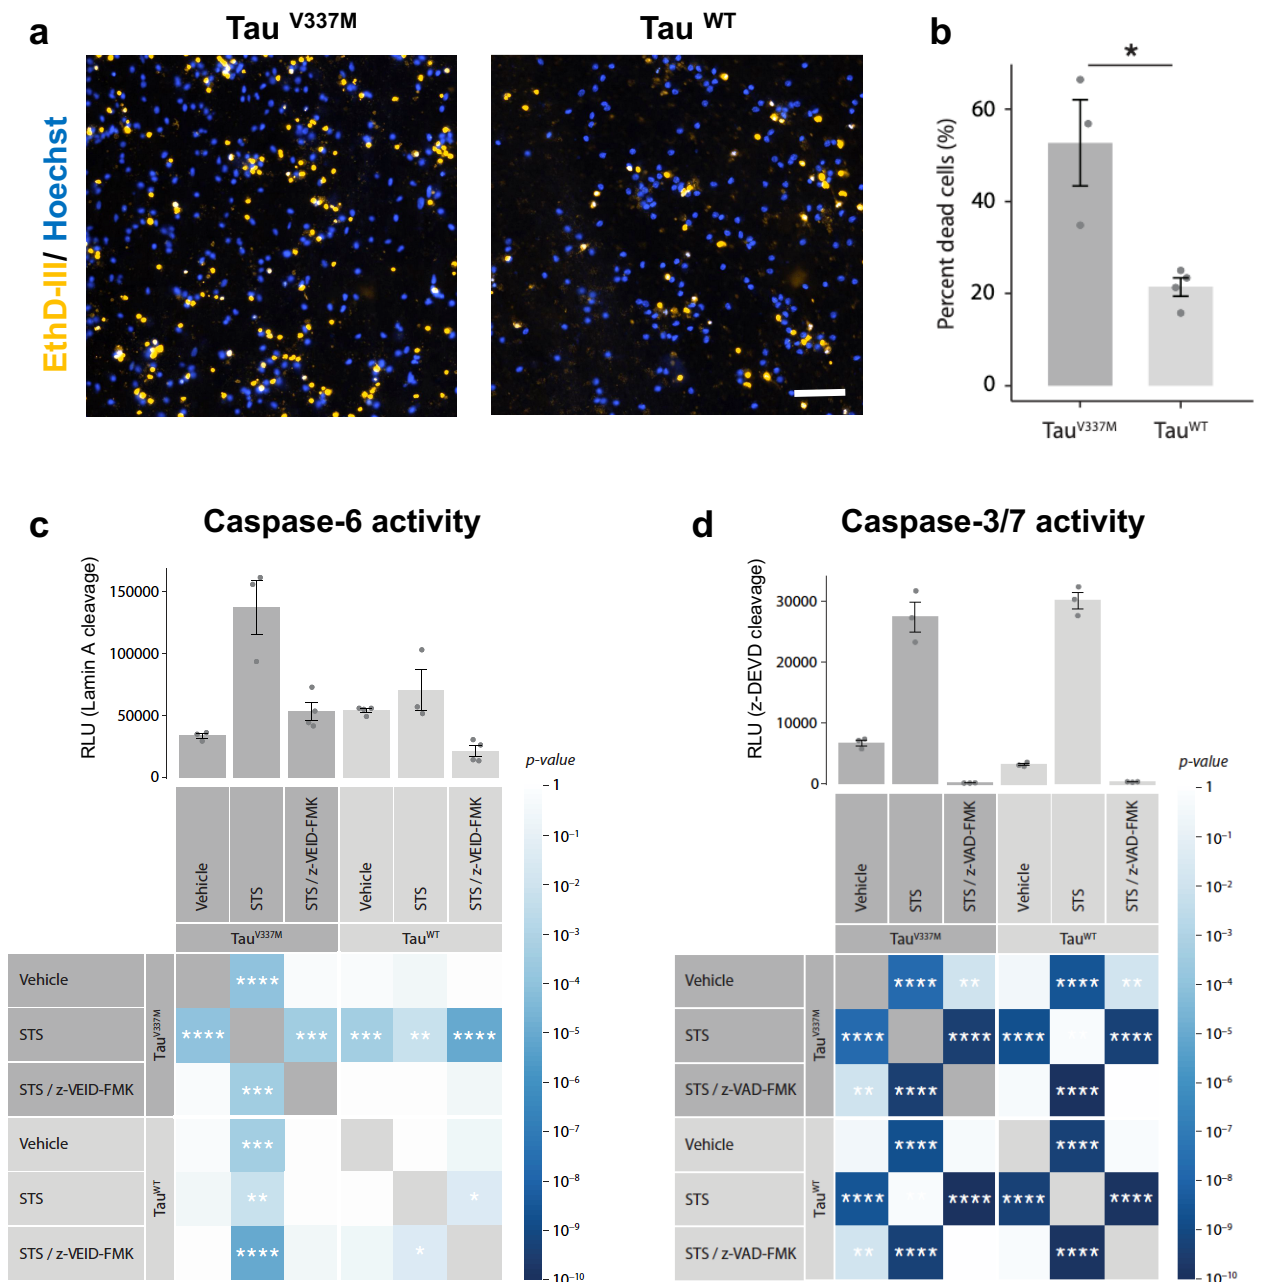 a
Tau V337M
Tau WT
EthD-III/ Hoechst
b
*
Percent dead cells (%)
60
40
20
0
TauV337M
TauWT
c
Caspase-6 activity
RLU (Lamin A cleavage)
150000
100000
50000
0
Vehicle
STS
STS / z-VEID-FMK
Vehicle
STS
STS / z-VEID-FMK
TauV337M
TauWT
p-value
1
10−1
10−2
10−3
10−4
10−5
10−6
10−7
10−8
10−9
10−10
Vehicle
****
STS
**** *** *** ** ****
STS / z-VEID-FMK
***
TauV337M
Vehicle
***
STS
** *
STS / z-VEID-FMK
**** *
TauWT
d
Caspase-3/7 activity
RLU (z-DEVD cleavage)
30000
20000
10000
0
Vehicle
STS
STS / z-VAD-FMK
Vehicle
STS
STS / z-VAD-FMK
TauV337M
TauWT
p-value
1
10−1
10−2
10−3
10−4
10−5
10−6
10−7
10−8
10−9
10−10
Vehicle
**** ** **** **
STS
**** **** **** ****
STS / z-VAD-FMK
** **** ****
TauV337M
Vehicle
**** ****
STS
**** **** **** ****
STS / z-VAD-FMK
** **** ****
TauWT